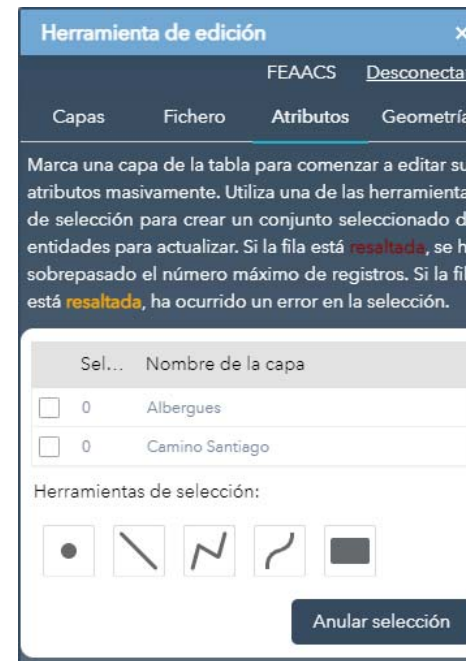 Herramienta de edición ×
FEAACS Desconecta
Capas Fichero Atributos Geometría
Marca una capa de la tabla para comenzar a editar su
atributos masivamente. Utiliza una de las herramienta
de selección para crear un conjunto seleccionado d
entidades para actualizar. Si la fila está resaltada, se h
sobrepasado el número máximo de registros. Si la fil
está resaltada, ha ocurrido un error en la selección.
Sel... Nombre de la capa
0 Albergues
0 Camino Santiago
Herramientas de selección:
Anular selección